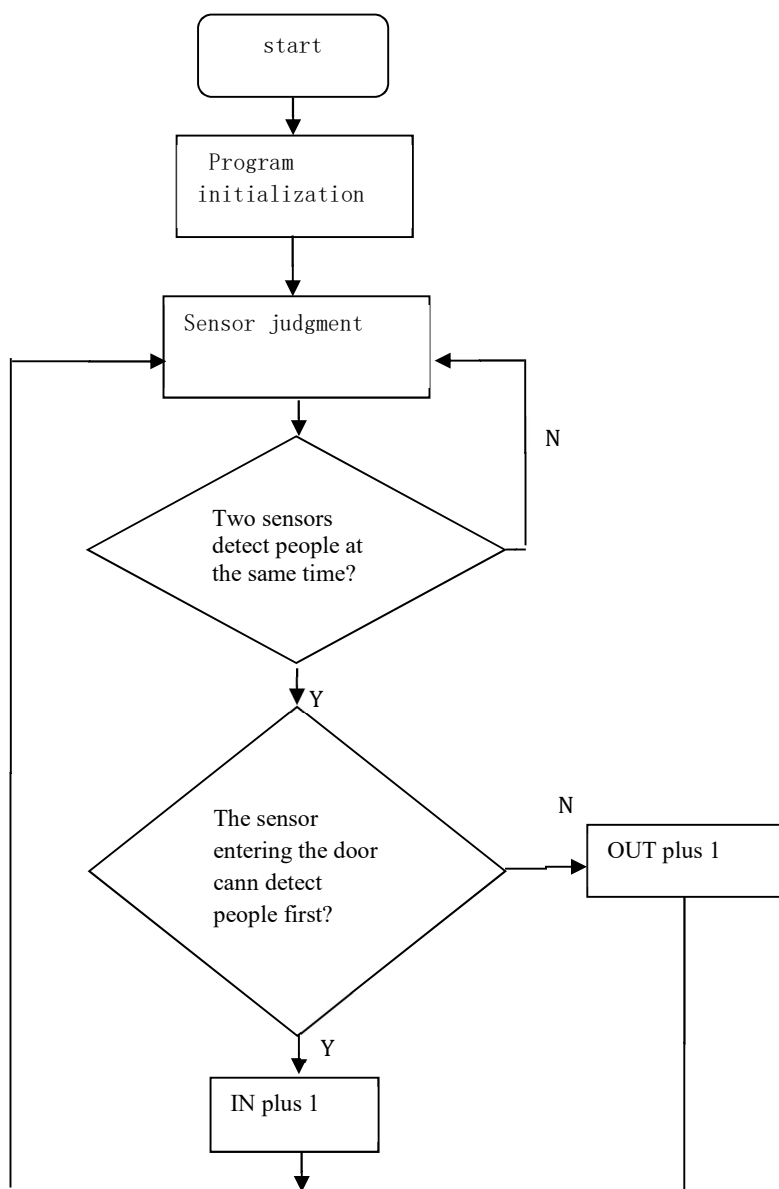 start
Program
initialization
Sensor judgment
N
Two sensors
detect people at
the same time?
Y
The sensor
entering the door
cann detect
people first?
N
OUT plus 1
Y
IN plus 1